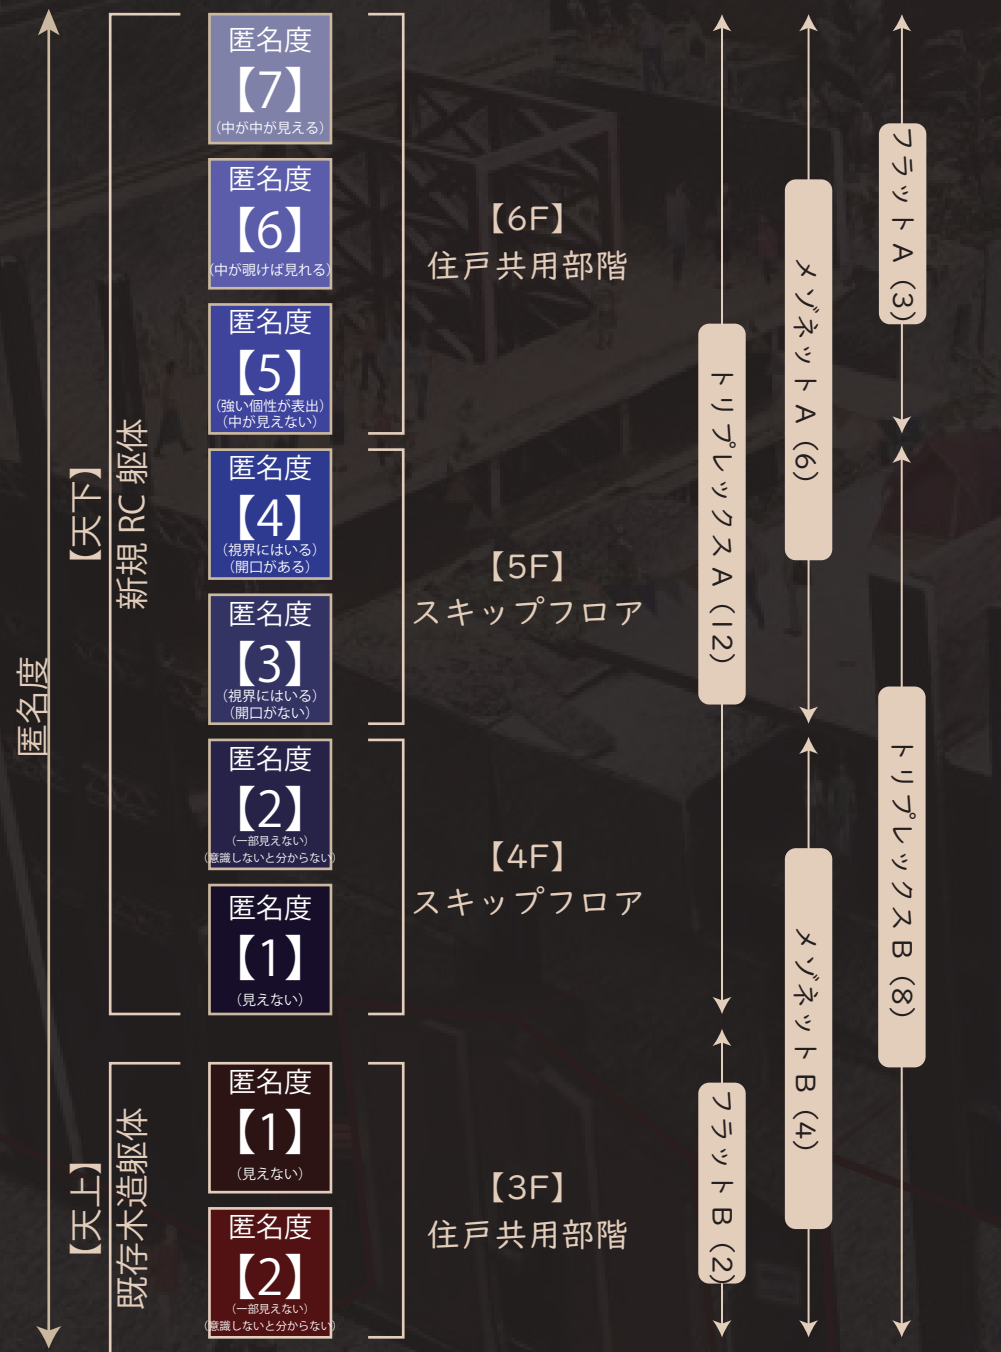 匿名度
【天下】
新規 RC 躯体
【天上】
既存木造躯体
匿名度
【7】
（中が中が見える）
匿名度
【6】
（中が覗けば見れる）
匿名度
【5】
（強い個性が表出）
（中が見えない）
匿名度
【4】
（視界にはいる）
（開口がある）
匿名度
【3】
（視界にはいる）
（開口がない）
匿名度
【2】
（一部見えない）
（意識しないと分からない）
匿名度
【1】
（見えない）
匿名度
【1】
（見えない）
匿名度
【2】
（一部見えない）
（意識しないと分からない）
【6F】
住戸共用部階
【5F】
スキップフロア
【4F】
スキップフロア
【3F】
住戸共用部階
トリプレックス A (12)
フラット B (2)
メゾネット A (6)
メゾネット B (4)
フラット A (3)
トリプレックス B (8)